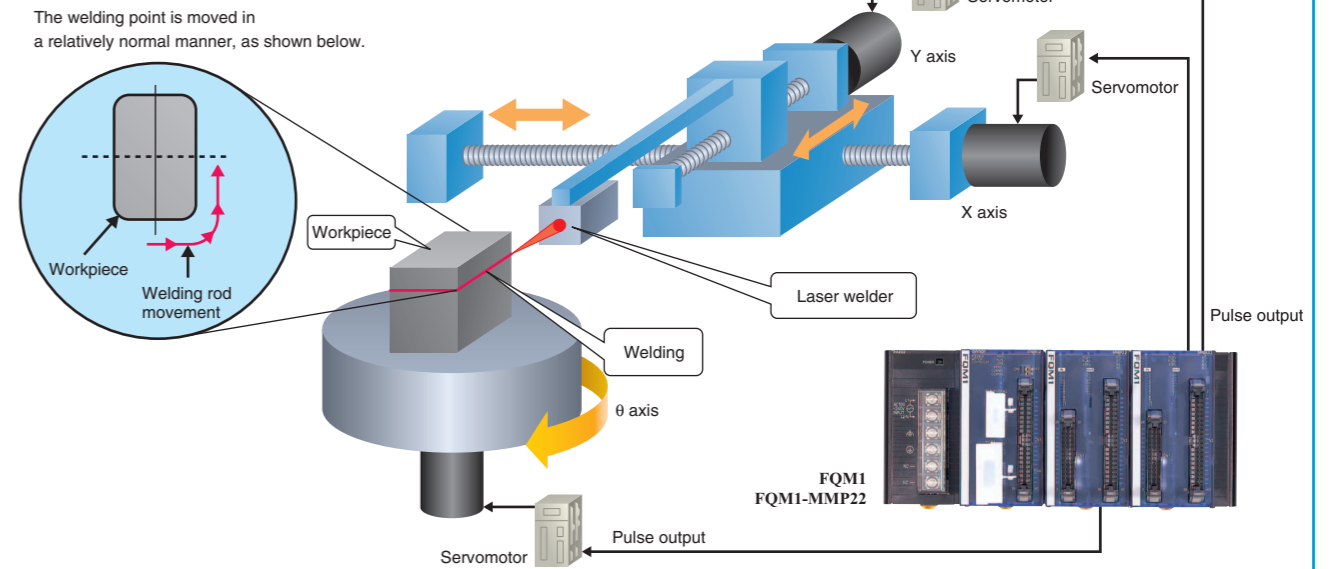 The welding point is moved in
a relatively normal manner, as shown below.
Servomotor
Y axis
Servomotor
X axis
Workpiece
Workpiece
Welding rod
movement
Laser welder
Pulse output
Welding
θ axis
FQM1
FQM1
FQM1
FQM1
FQM1-MMP22
Pulse output
Servomotor